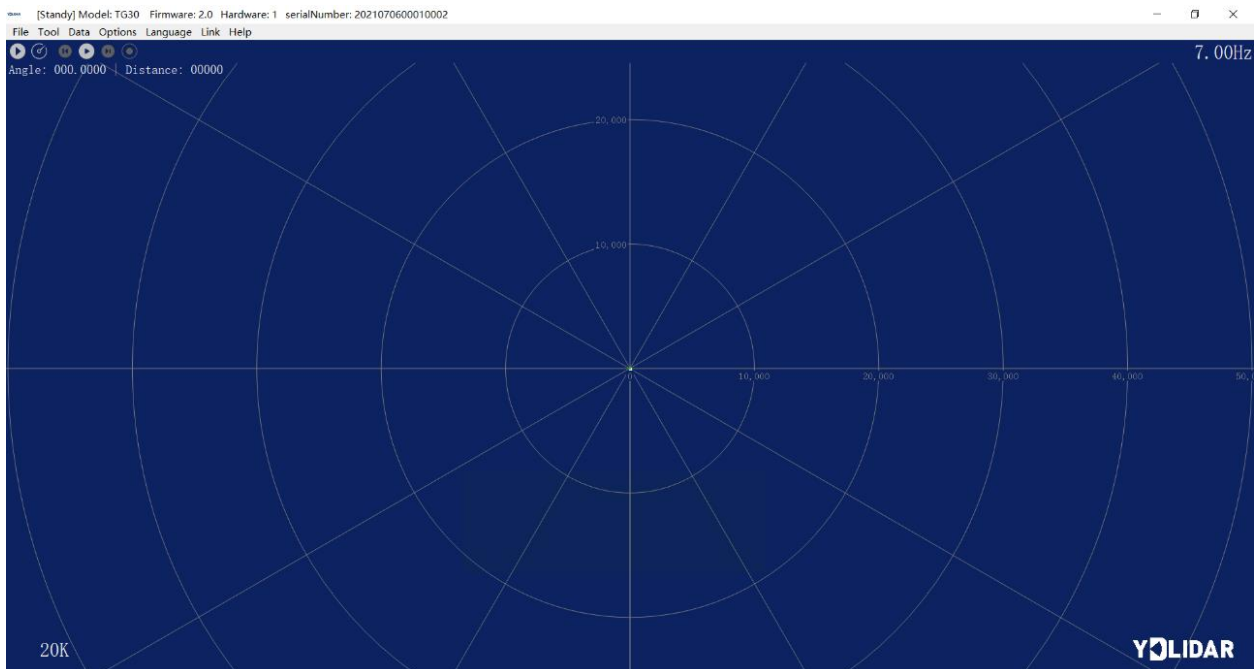 [Standy] Model: TG30 Firmware: 2.0 Hardware: 1 serialNumber: 2021070600010002
File Tool Data Options Language Link Help
7.00Hz
Angle: 000.0000 | Distance: 00000
20,000
10,000
0 10,000 20,000 30,000 40,000 50,
20K
YDLIDAR